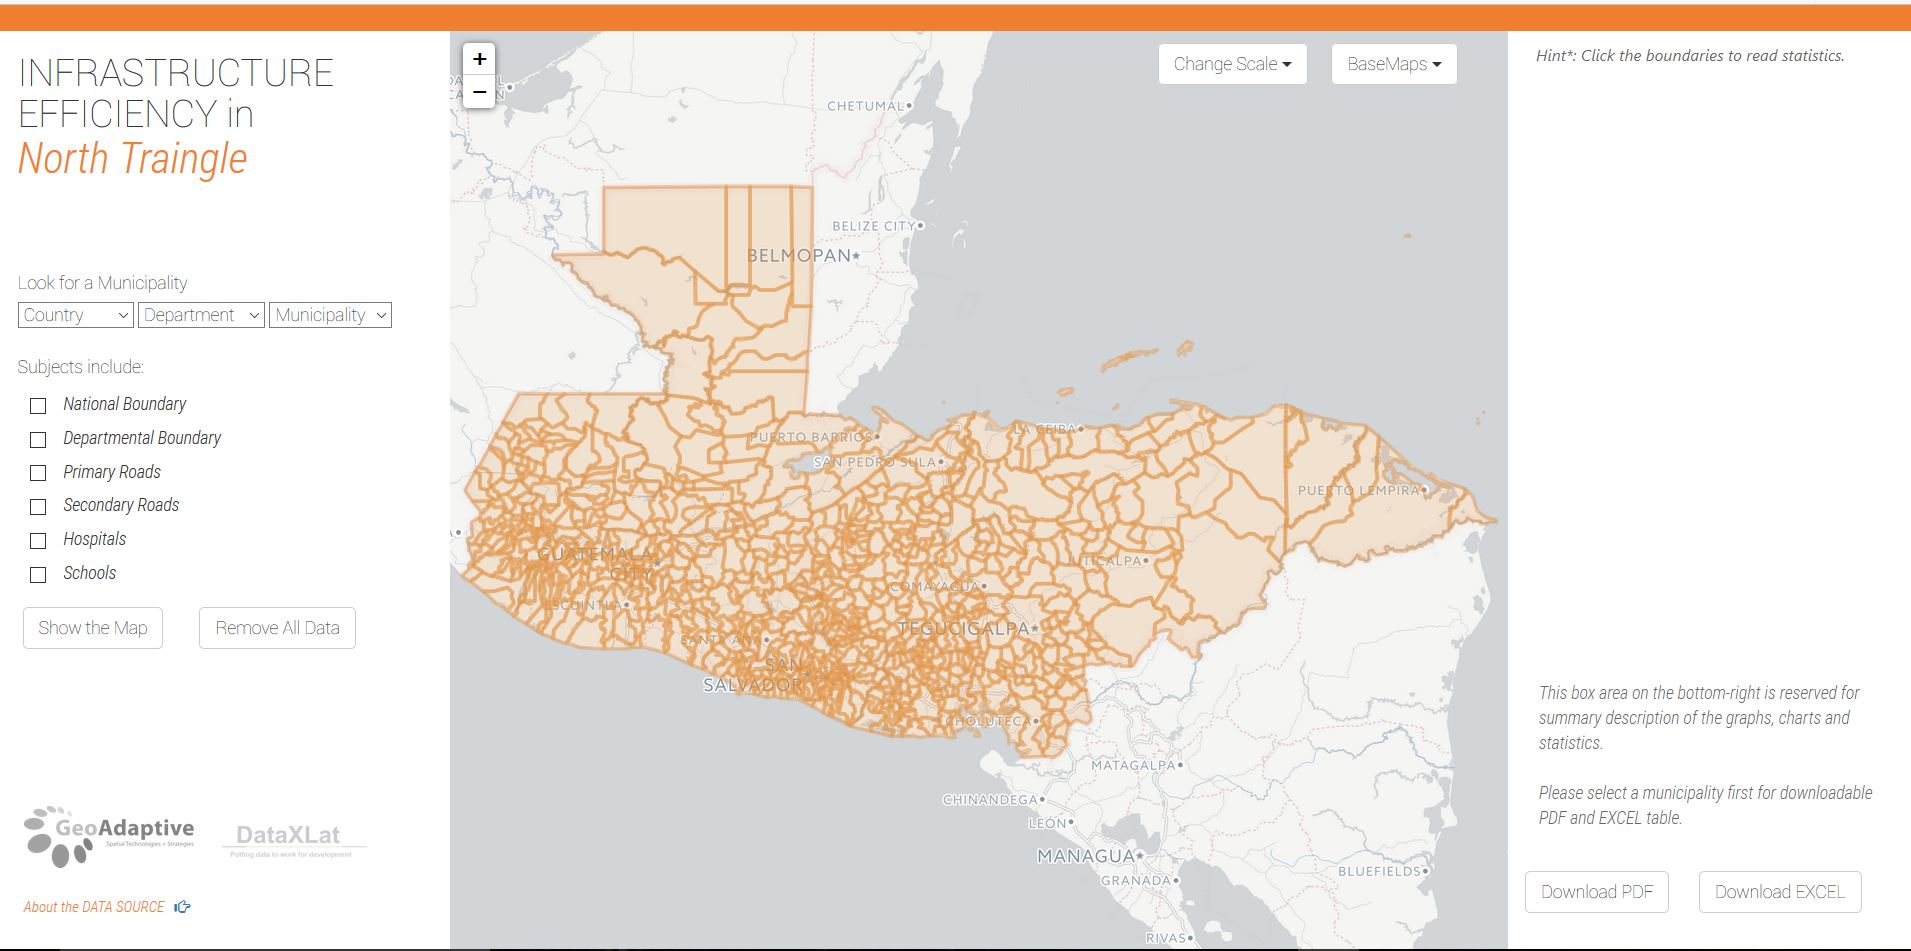 INFRASTRUCTURE
EFFICIENCY in
North Traingle
Look for a Municipality
Country
Department
Municipality
Subjects include:
National Boundary
Departmental Boundary
Primary Roads
Secondary Roads
Hospitals
Schools
Show the Map
Remove All Data
GeoAdaptive
Spatial Technologies + Strategies
DataXLat
Putting data to work for development
About the DATA SOURCE
+
−
Change Scale
BaseMaps
CHETUMAL
BELIZE CITY
BELMOPAN
PUERTO BARRIOS
LA CEIBA
SAN PEDRO SULA
PUERTO LEMPIRA
GUATEMALA
CITY
JUTICALPA
COMAYAGUA
ESCUINTLA
TEGUCIGALPA
SANTA ANA
SAN
SALVADOR
CHOLUTECA
MATAGALPA
CHINANDEGA
LEÓN
MANAGUA
GRANADA
BLUEFIELDS
RIVAS
Hint*: Click the boundaries to read statistics.
This box area on the bottom-right is reserved for
summary description of the graphs, charts and
statistics.
Please select a municipality first for downloadable
PDF and EXCEL table.
Download PDF
Download EXCEL